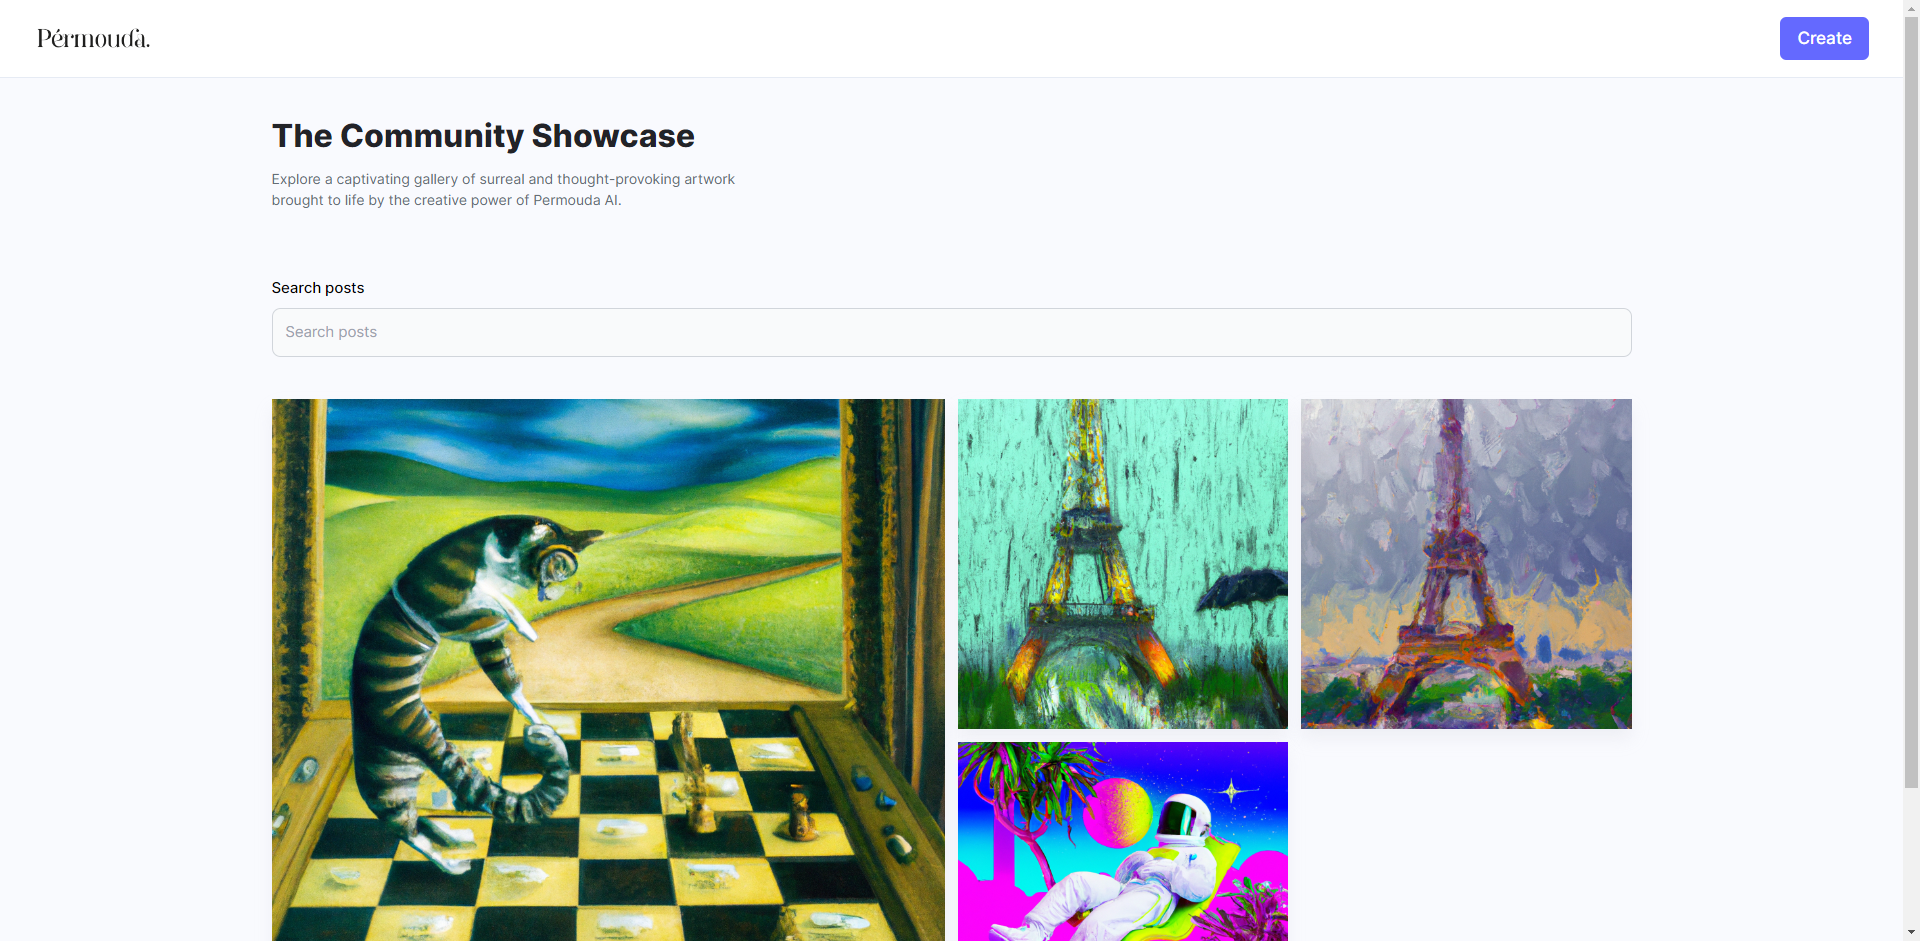 Pérmouda.
Create
The Community Showcase
Explore a captivating gallery of surreal and thought-provoking artwork
brought to life by the creative power of Permouda AI.
Search posts
Search posts